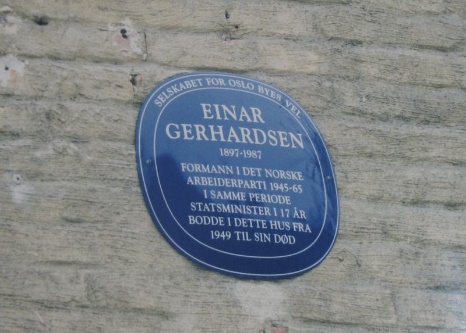 SELSKABET FOR OSLO BYES VEL
EINAR
GERHARDSEN
1897-1987
FORMANN I DET NORSKE
ARBEIDERPARTI 1945-65
I SAMME PERIODE
STATSMINISTER I 17 ÅR
BODDE I DETTE HUS FRA
1949 TIL SIN DØD